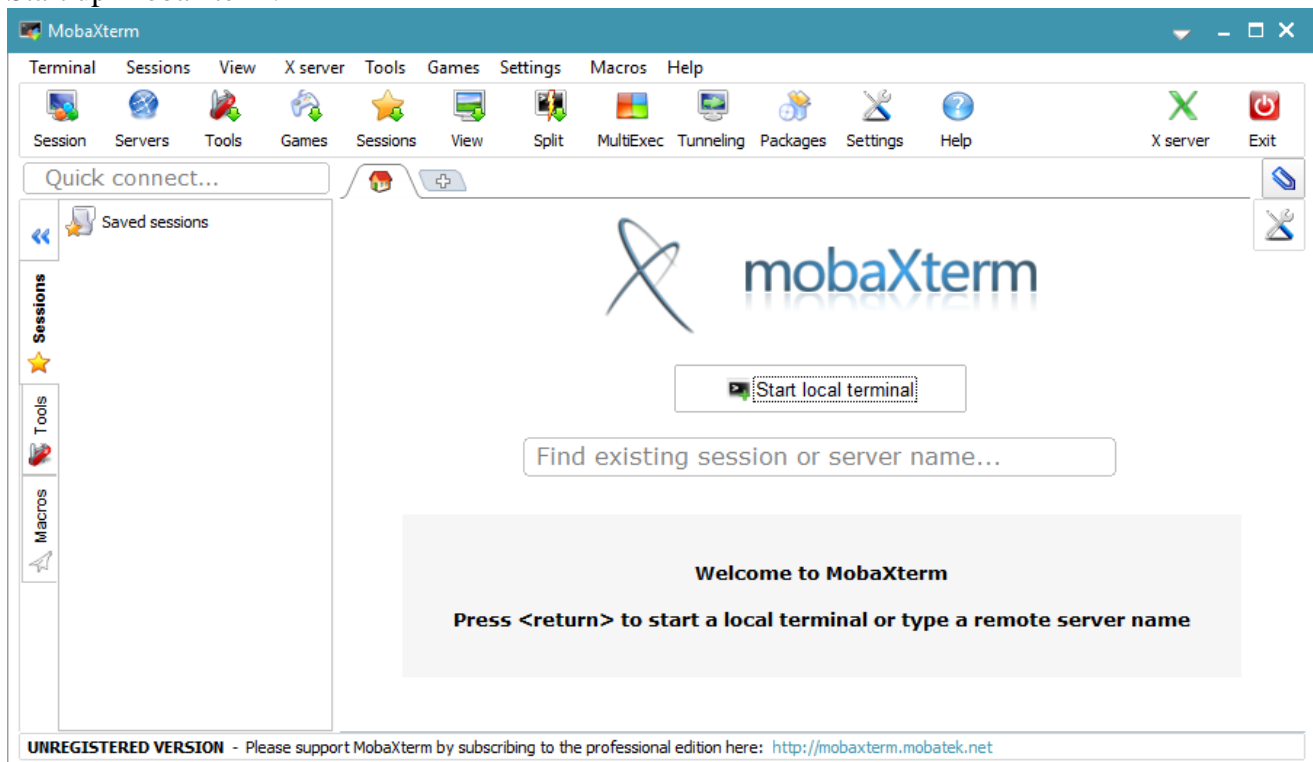 MobaXterm
Terminal Sessions View X server Tools Games Settings Macros Help
Session Servers Tools Games Sessions View Split MultiExec Tunneling Packages Settings Help X server Exit
Quick connect...
Saved sessions
Sessions
Tools
Macros
mobaXterm
Start local terminal
Find existing session or server name...
Welcome to MobaXterm
Press <return> to start a local terminal or type a remote server name
UNREGISTERED VERSION - Please support MobaXterm by subscribing to the professional edition here: http://mobaxterm.mobatek.net